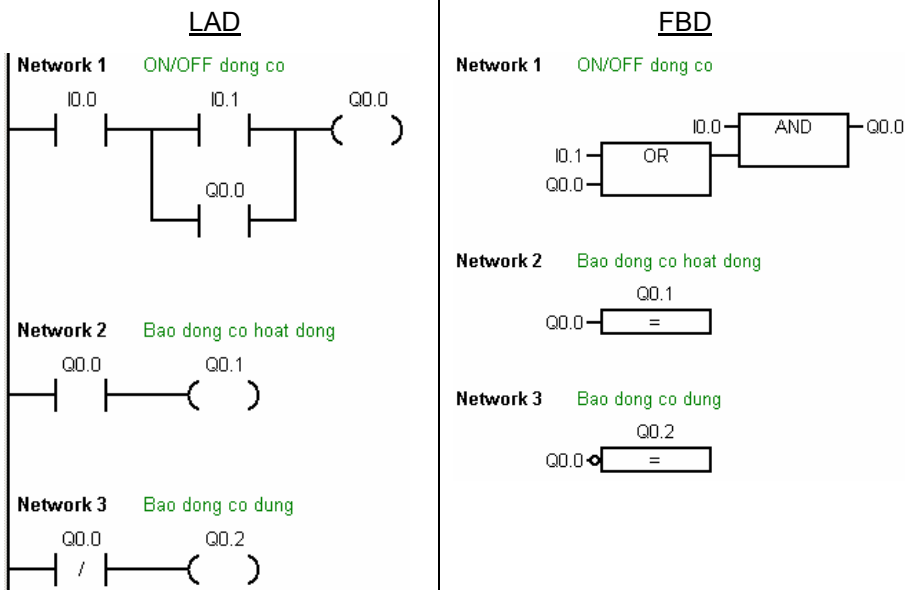 LAD
Network 1 ON/OFF dong co
I0.0 I0.1 Q0.0
Q0.0
Network 2 Bao dong co hoat dong
Q0.0 Q0.1
Network 3 Bao dong co dung
Q0.0 Q0.2
/
FBD
Network 1 ON/OFF dong co
I0.0 AND Q0.0
I0.1 OR
Q0.0
Network 2 Bao dong co hoat dong
Q0.1
Q0.0 =
Network 3 Bao dong co dung
Q0.2
Q0.0 =